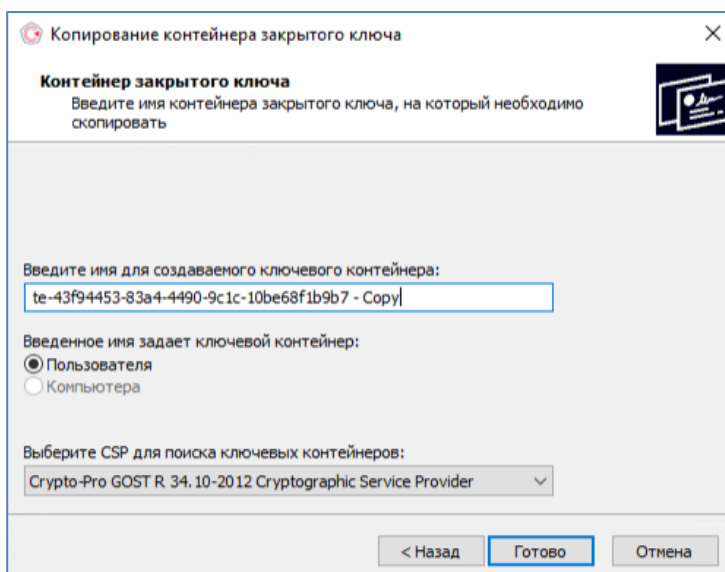 Копирование контейнера закрытого ключа
Контейнер закрытого ключа
Введите имя контейнера закрытого ключа, на который необходимо
скопировать
Введите имя для создаваемого ключевого контейнера:
te-43f94453-83a4-4490-9c1c-10be68f1b9b7 - Copy
Введенное имя задает ключевой контейнер:
Пользователя
Компьютера
Выберите CSP для поиска ключевых контейнеров:
Crypto-Pro GOST R 34.10-2012 Cryptographic Service Provider
< Назад Готово Отмена